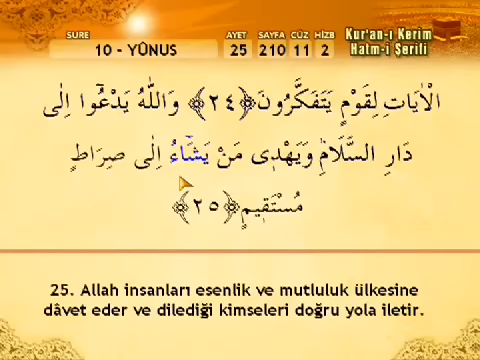 SURE AYET SAYFA CÜZ HİZB Kur'an-ı Kerim
10 - YÛNUS 25 210 11 2 Hatm-i Şerifi
الْاٰيَاتِ لِقَوْمٍ يَتَفَكَّرُونَ ﴿٢٤﴾ وَاللّٰهُ يَدْعُٓوا اِلٰى
دَارِ السَّلَامِۜ وَيَهْد۪ي مَنْ يَشَٓاءُ اِلٰى صِرَاطٍ
مُسْتَق۪يمٍ ﴿٢٥﴾
25. Allah insanları esenlik ve mutluluk ülkesine
dâvet eder ve dilediği kimseleri doğru yola iletir.